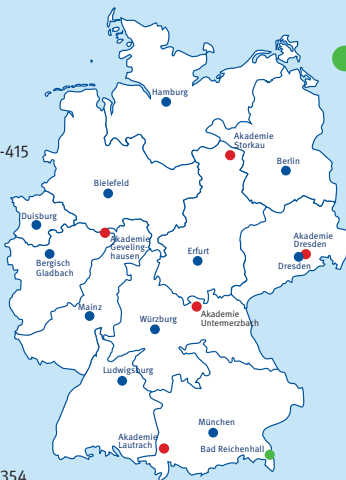 Hamburg
Akademie
Storkau
-415
Berlin
Bielefeld
Duisburg
Akademie
Geveling-
hausen
Akademie
Dresden
Erfurt
Dresden
Bergisch
Gladbach
Mainz
Akademie
Untermerzbach
Würzburg
Ludwigsburg
München
Akademie
Lautrach
Bad Reichenhall
354